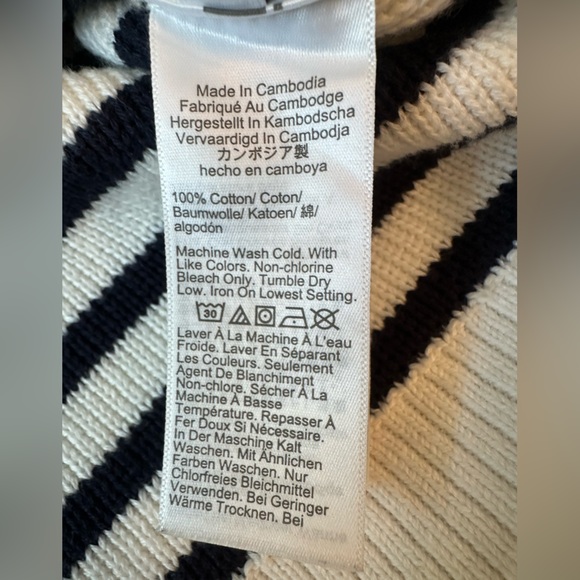 Made In Cambodia
Fabriqué Au Cambodge
Hergestellt In Kambodscha
Vervaardigd In Cambodja
カンボジア製
hecho en camboya
100% Cotton/ Coton/
Baumwolle/ Katoen/ 綿/
algodón
Machine Wash Cold. With
Like Colors. Non-chlorine
Bleach Only. Tumble Dry
Low. Iron On Lowest Setting.
30
Laver À La Machine À L'eau
Froide. Laver En Séparant
Les Couleurs. Seulement
Agent De Blanchiment
Non-chlore. Sécher À La
Machine À Basse
Température. Repasser À
Fer Doux Si Nécessaire.
In Der Maschine Kalt
Waschen. Mit Ähnlichen
Farben Waschen. Nur
Chlorfreies Bleichmittel
Verwenden. Bei Geringer
Wärme Trocknen. Bei